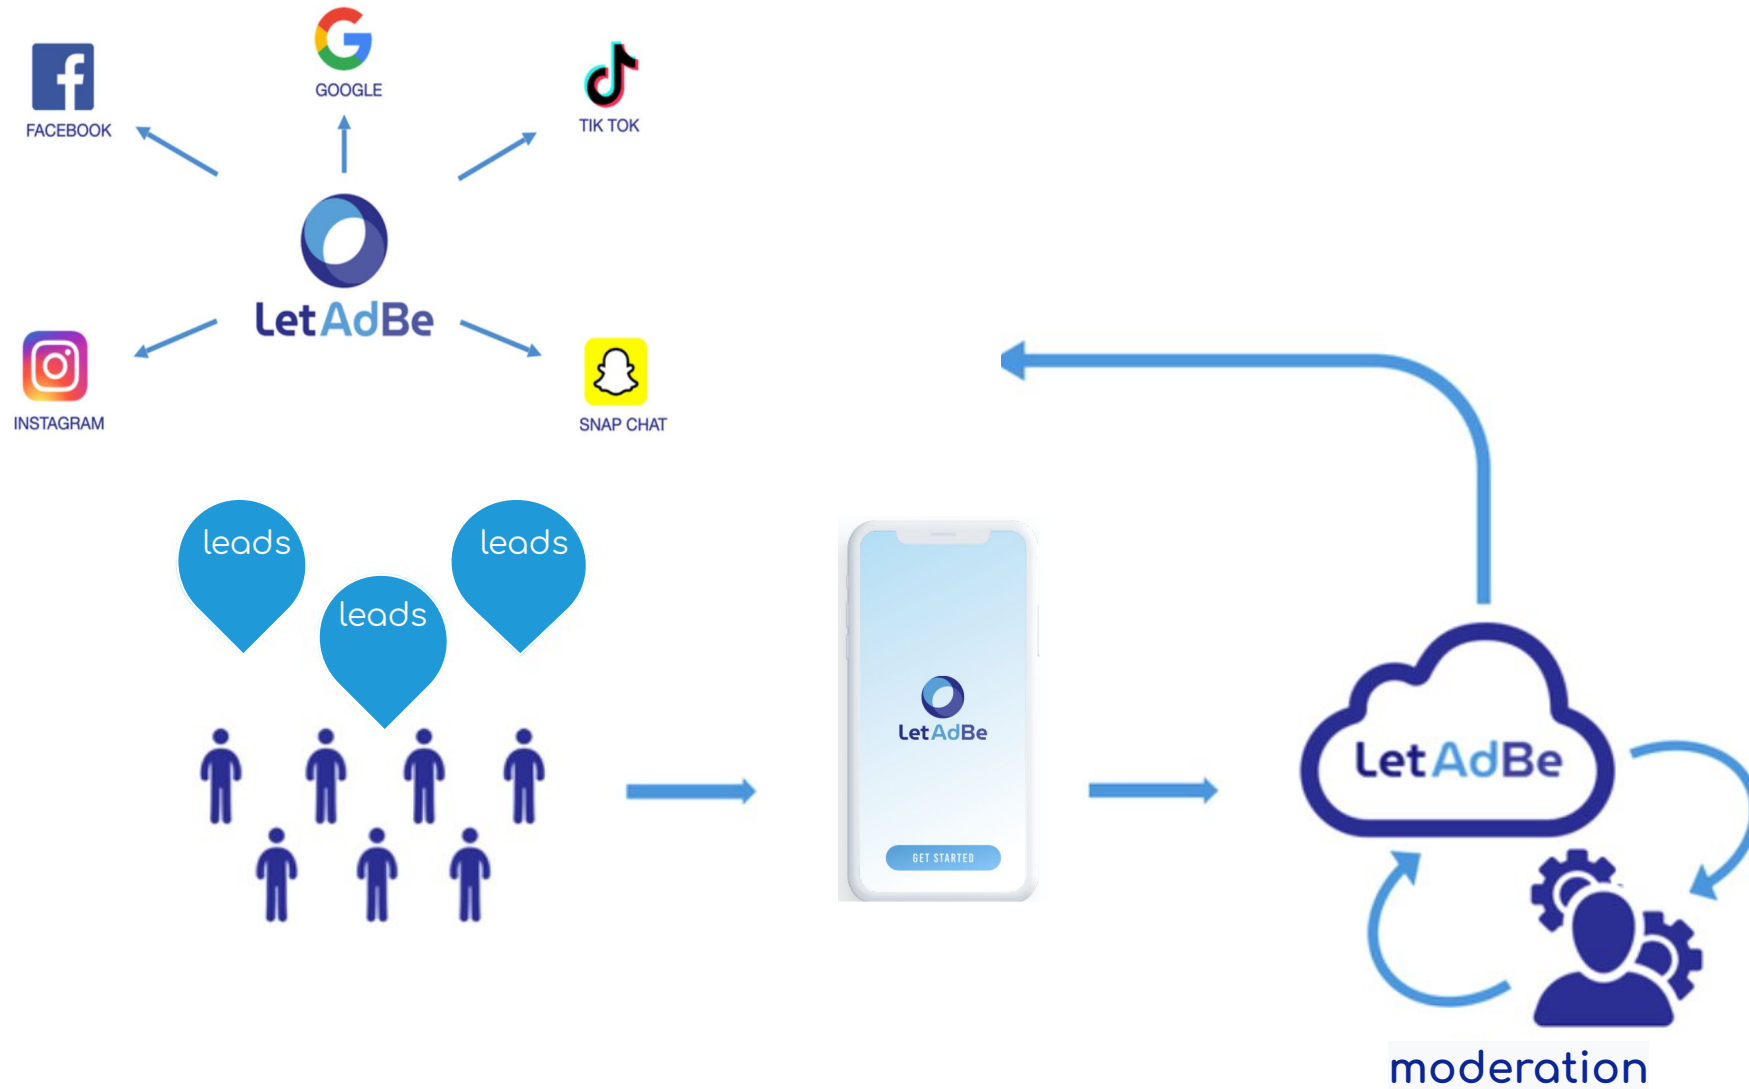 GOOGLE
FACEBOOK
TIK TOK
LetAdBe
INSTAGRAM
SNAP CHAT
leads
leads
leads
LetAdBe
GET STARTED
LetAdBe
moderation